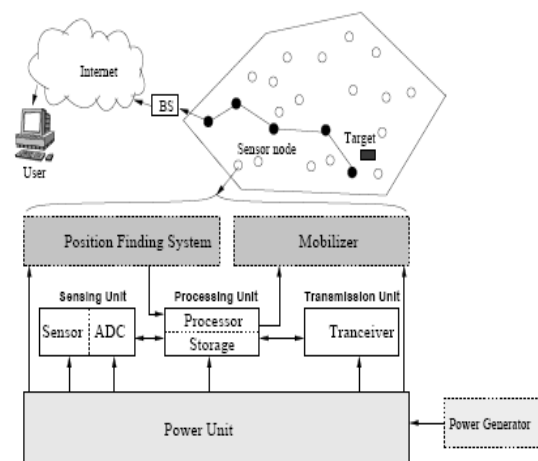 Internet
BS
Target
Sensor node
User
Position Finding System
Mobilizer
Sensing Unit
Processing Unit
Transmission Unit
Sensor
ADC
Processor
Storage
Tranceiver
Power Unit
Power Generator